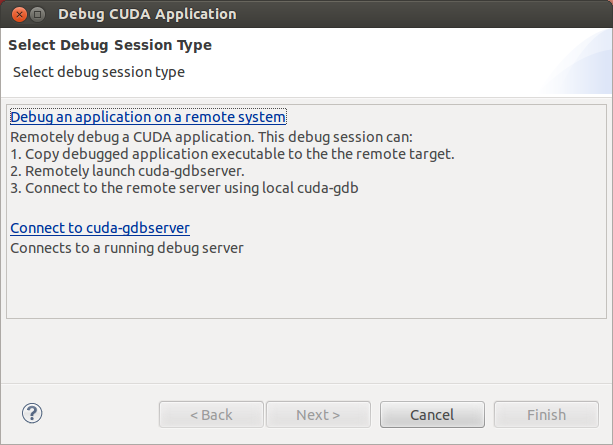 Debug CUDA Application
Select Debug Session Type
Select debug session type
Debug an application on a remote system
Remotely debug a CUDA application. This debug session can:
1. Copy debugged application executable to the the remote target.
2. Remotely launch cuda-gdbserver.
3. Connect to the remote server using local cuda-gdb
Connect to cuda-gdbserver
Connects to a running debug server
? < Back Next > Cancel Finish